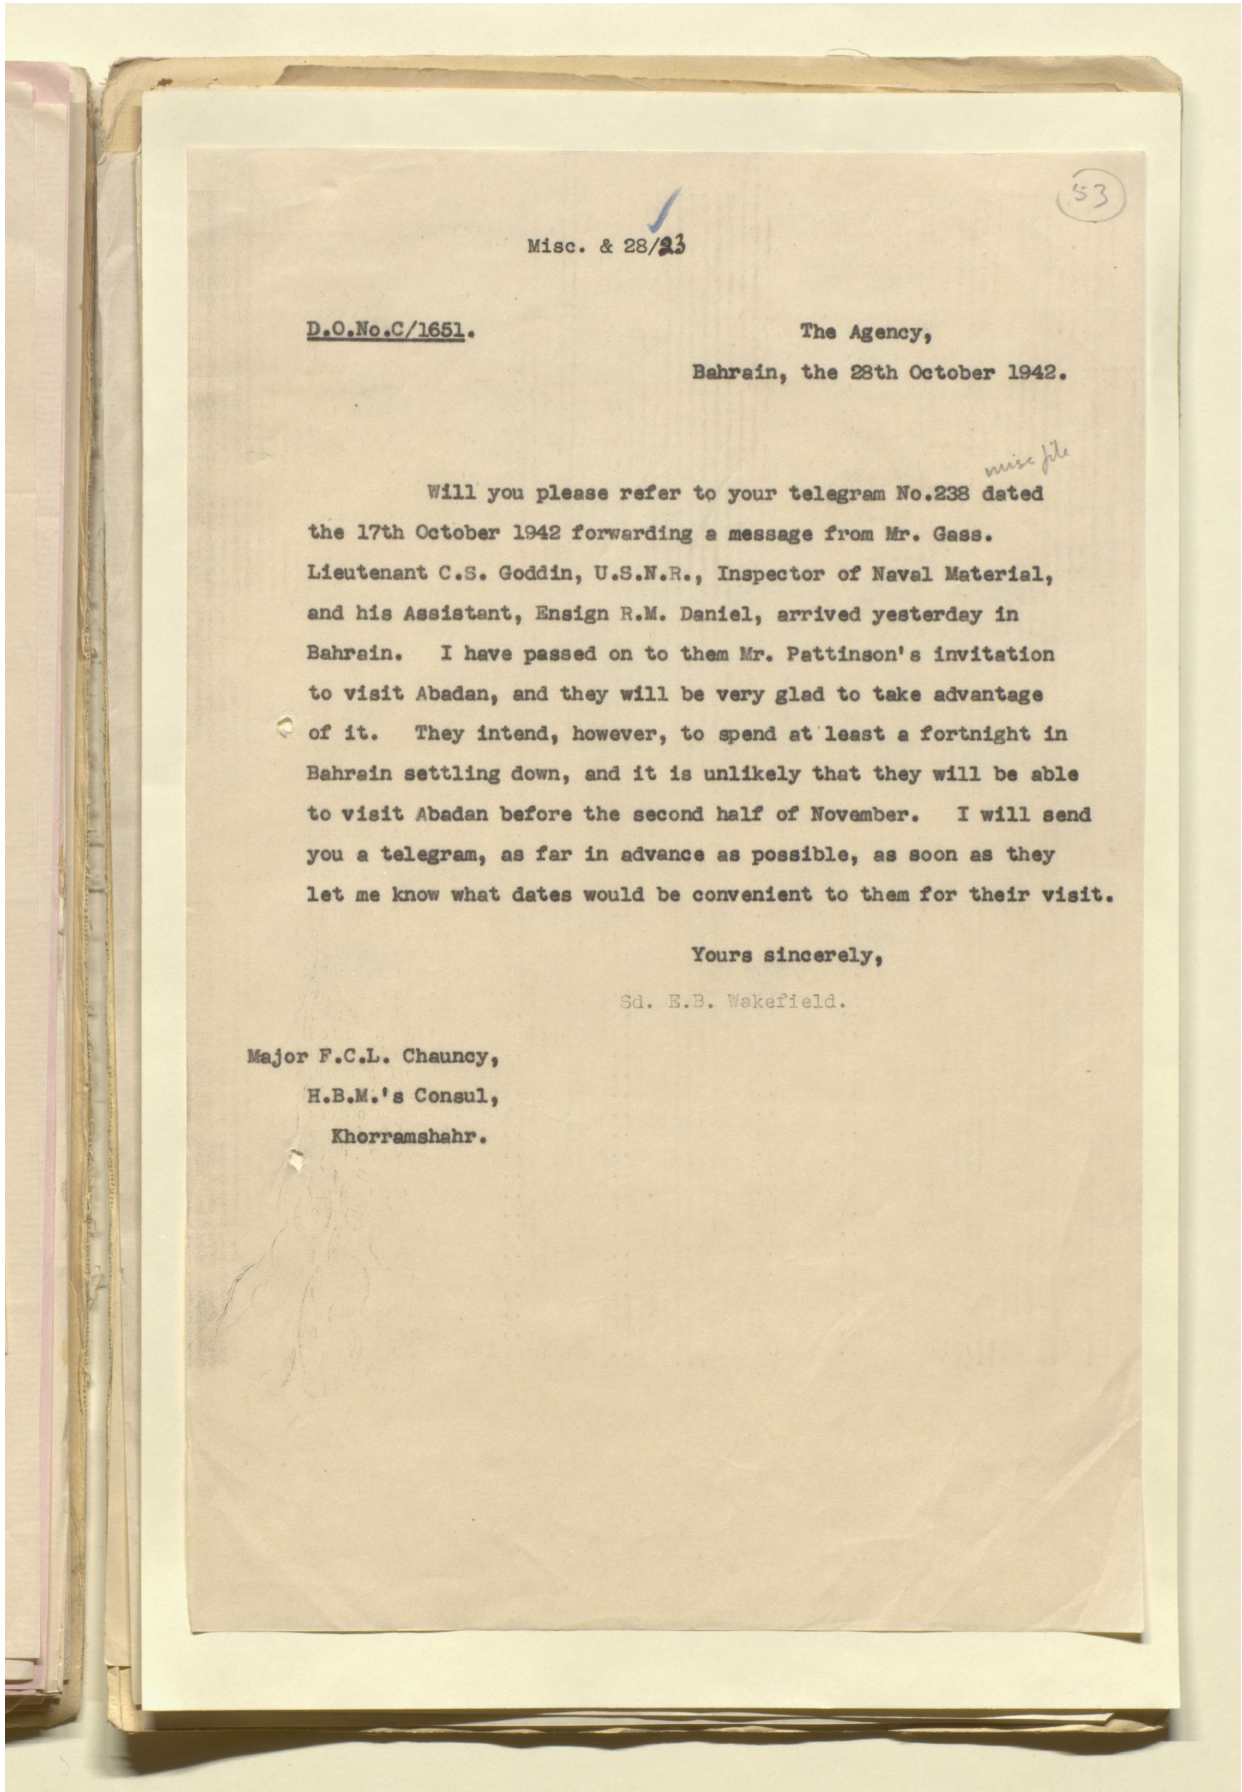 53
Misc. & 28/23
D.O.No.C/1651.
The Agency,
Bahrain, the 28th October 1942.
misc file
Will you please refer to your telegram No.238 dated
the 17th October 1942 forwarding a message from Mr. Gass.
Lieutenant C.S. Goddin, U.S.N.R., Inspector of Naval Material,
and his Assistant, Ensign R.M. Daniel, arrived yesterday in
Bahrain. I have passed on to them Mr. Pattinson's invitation
to visit Abadan, and they will be very glad to take advantage
of it. They intend, however, to spend at least a fortnight in
Bahrain settling down, and it is unlikely that they will be able
to visit Abadan before the second half of November. I will send
you a telegram, as far in advance as possible, as soon as they
let me know what dates would be convenient to them for their visit.
Yours sincerely,
Sd. E.B. Wakefield.
Major F.C.L. Chauncy,
H.B.M.'s Consul,
Khorramshahr.